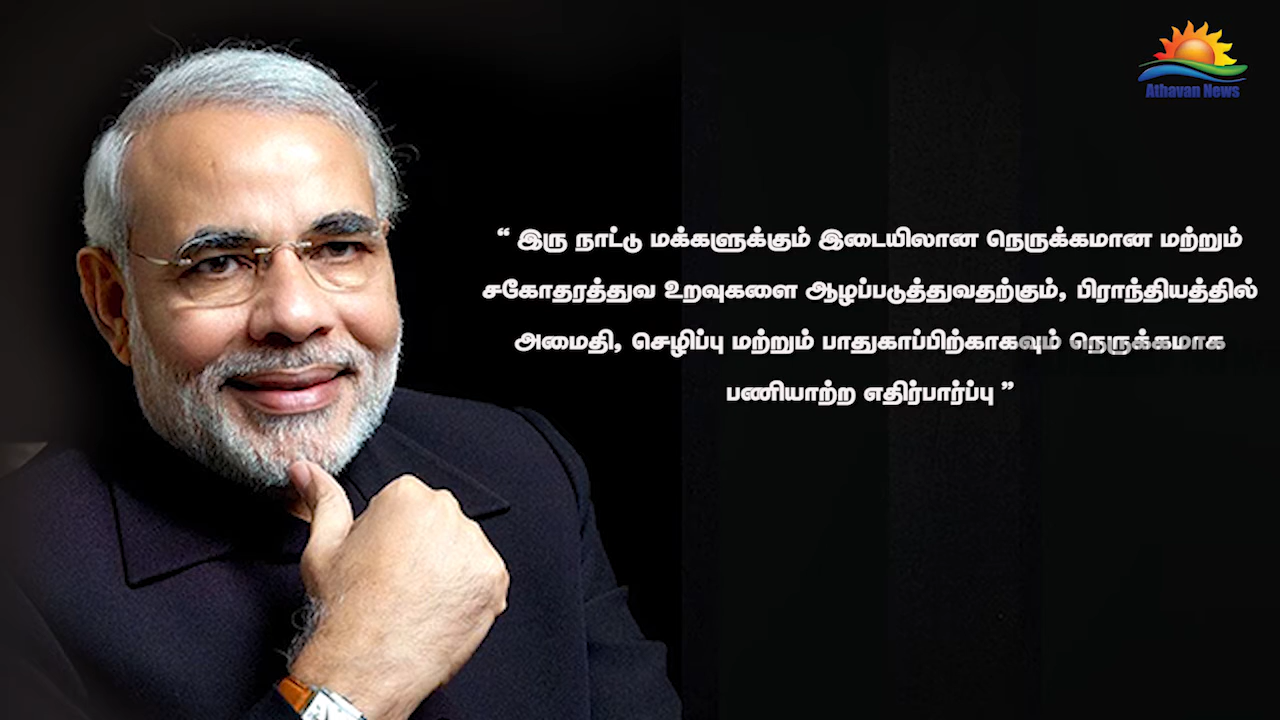 Athavan News
“ இரு நாட்டு மக்களுக்கும் இடையிலான நெருக்கமான மற்றும்
சகோதரத்துவ உறவுகளை ஆழப்படுத்துவதற்கும், பிராந்தியத்தில்
அமைதி, செழிப்பு மற்றும் பாதுகாப்பிற்காகவும் நெருக்கமாக
பணியாற்ற எதிர்பார்ப்பு ”